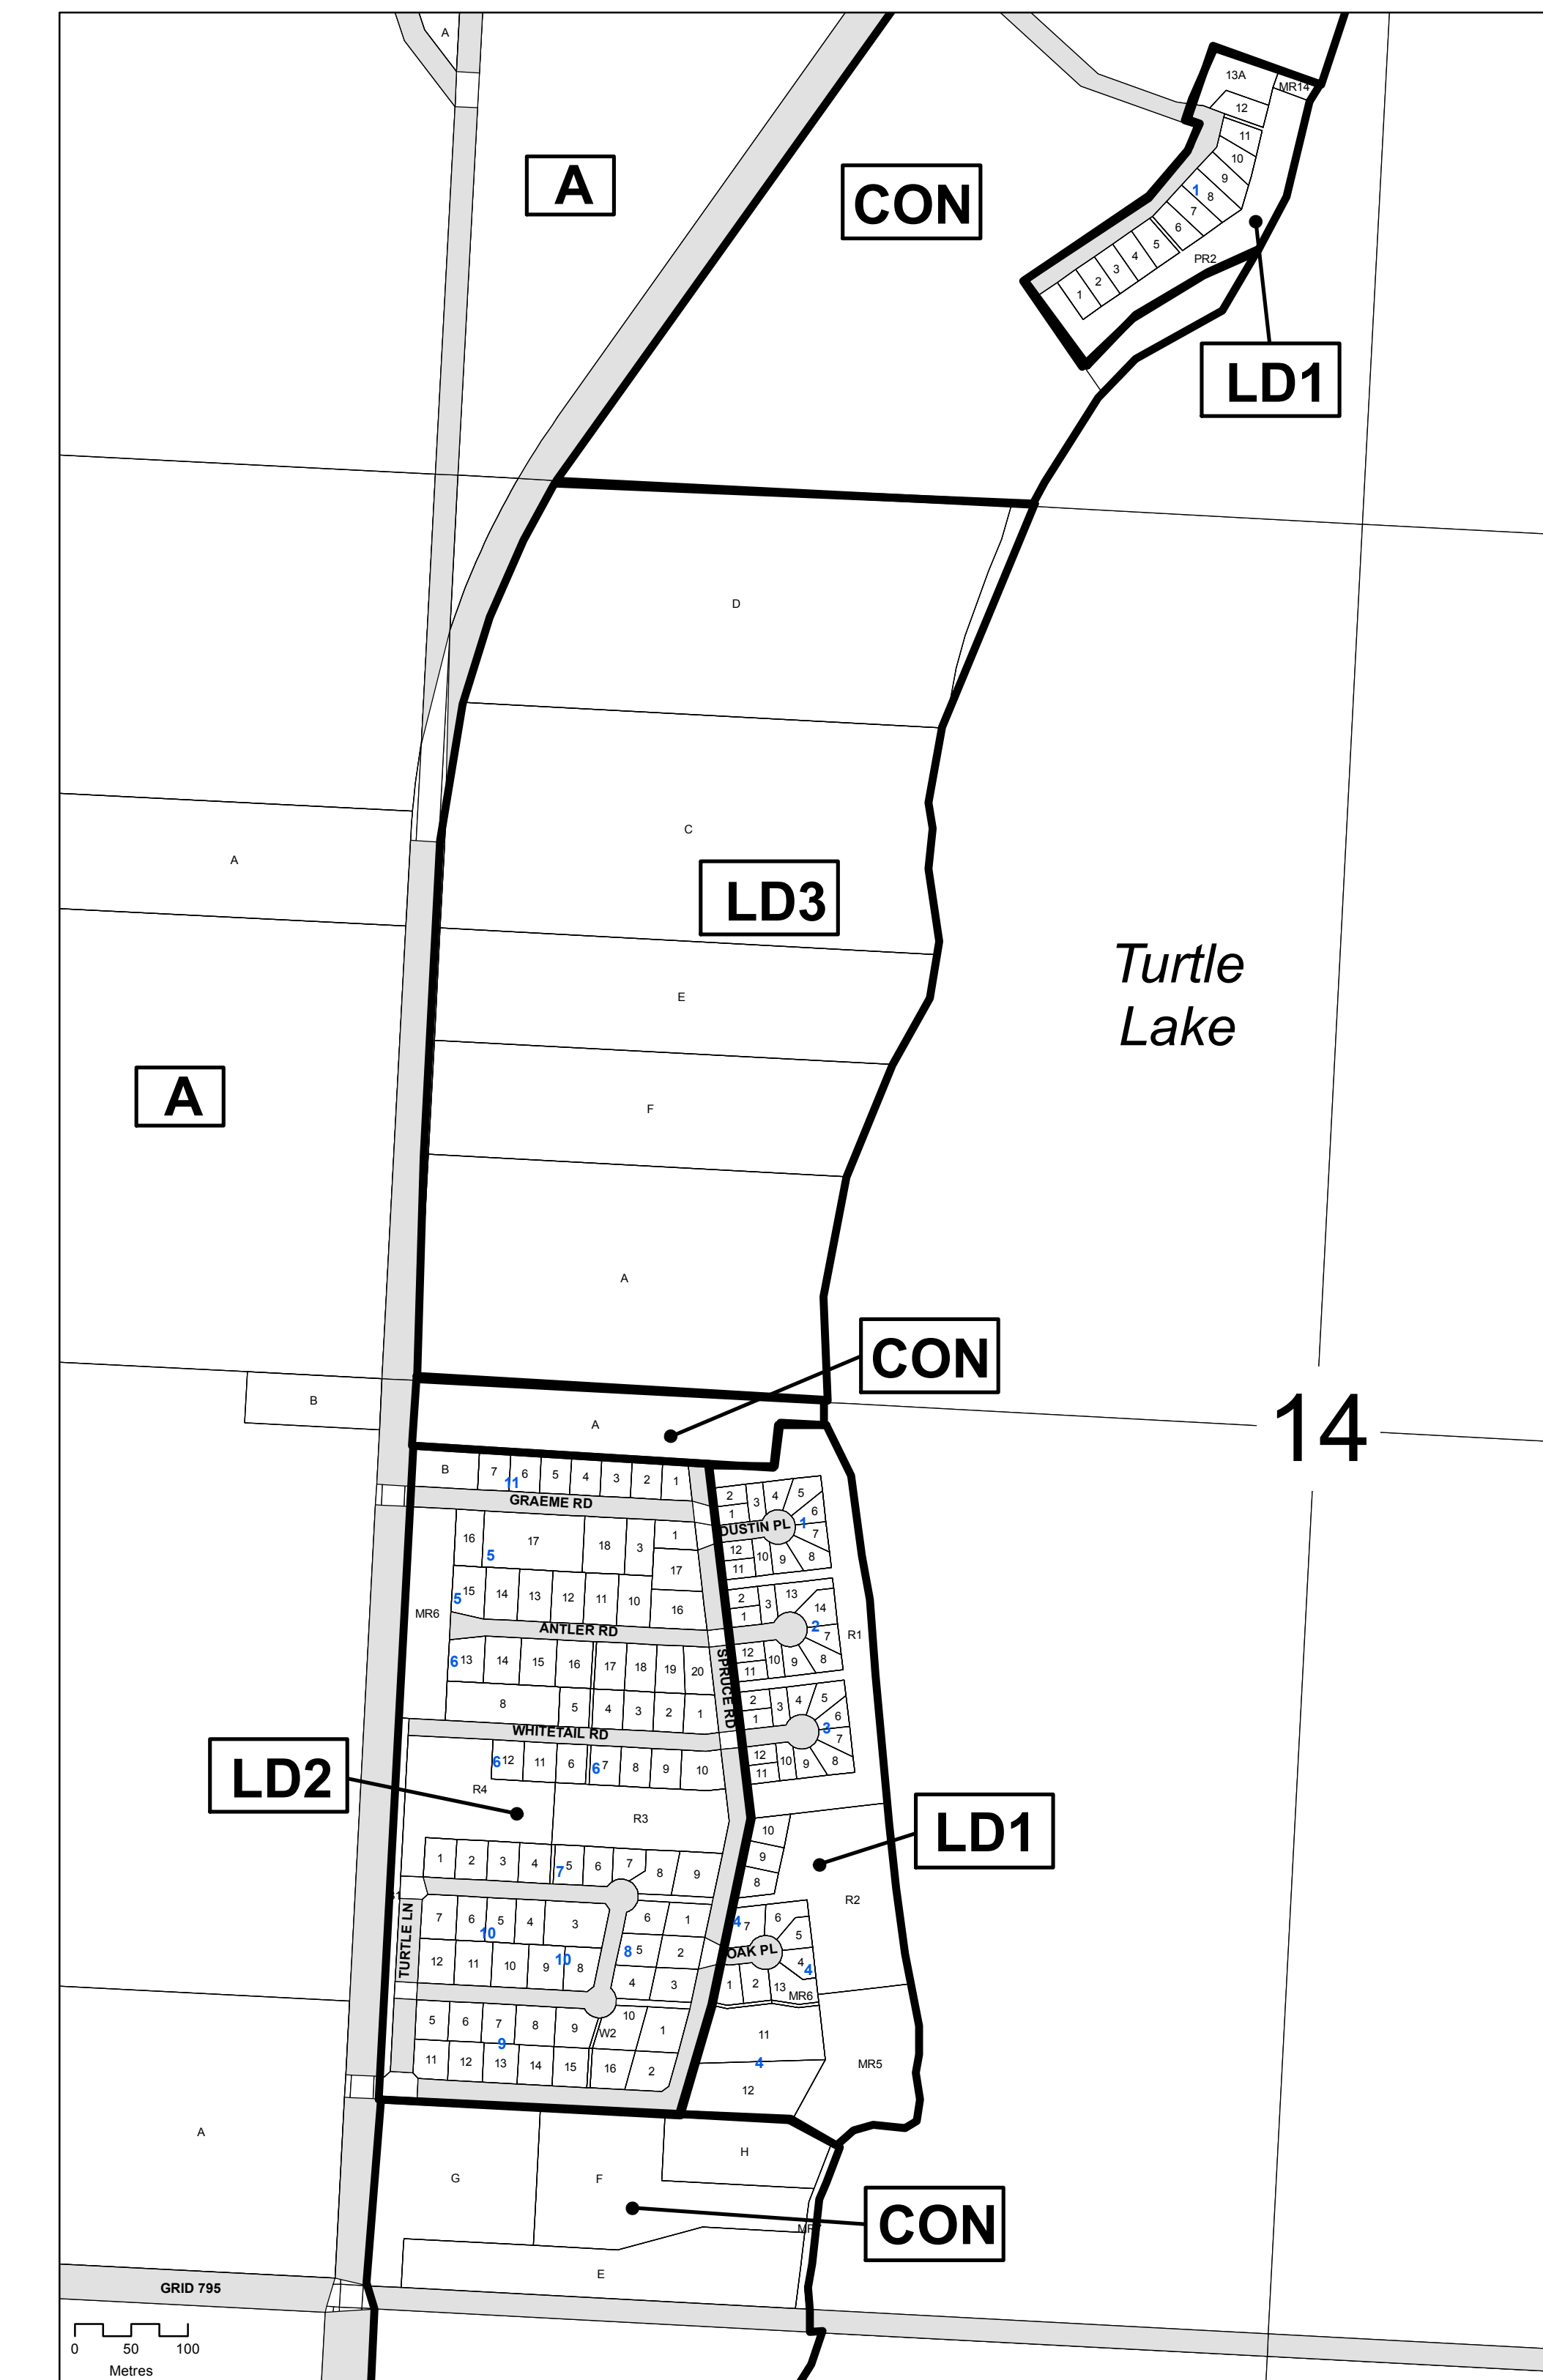 A
13A
MR14
12
11
10
9
1
8
7
6
5
4
3
2
1
PR2
A
CON
LD1
D
C
A
LD3
E
Turtle
Lake
A
F
A
CON
B
A
14
B 7 6 5 4 3 2 1
11
GRAEME RD
2 3 4 5
1 6
DUSTIN PL 1
7
12 10 9 8
11
16 17 18 3 1
5
17
15 14 13 12 11 10 16
5
MR6
ANTLER RD
2 3 13
1 14
2
7
12 10 9 8
11
R1
6 13 14 15 16 17 18 19 20
SPRUCE RD
8 5 4 3 2 1
WHITETAIL RD
2 3 4 5
1 6
3
7
12 10 9 8
11
6 12 11 6 6 7 8 9 10
LD2
R4
R3
LD1
10
9
8
R2
1 2 3 4 7 5 6 7 8 9
TURTLE LN
7 6 5 4 3 6 1
10
12 11 10 9 10 8 8 5 2
4 3
4 7 6
5
OAK PL
4
4
1 2 13
MR6
5 6 7 8 9 10 1
W2
9
11 12 13 14 15 16 2
11
4
12
MR5
A
G
F
H
CON
E
GRID 795
0 50 100
Metres